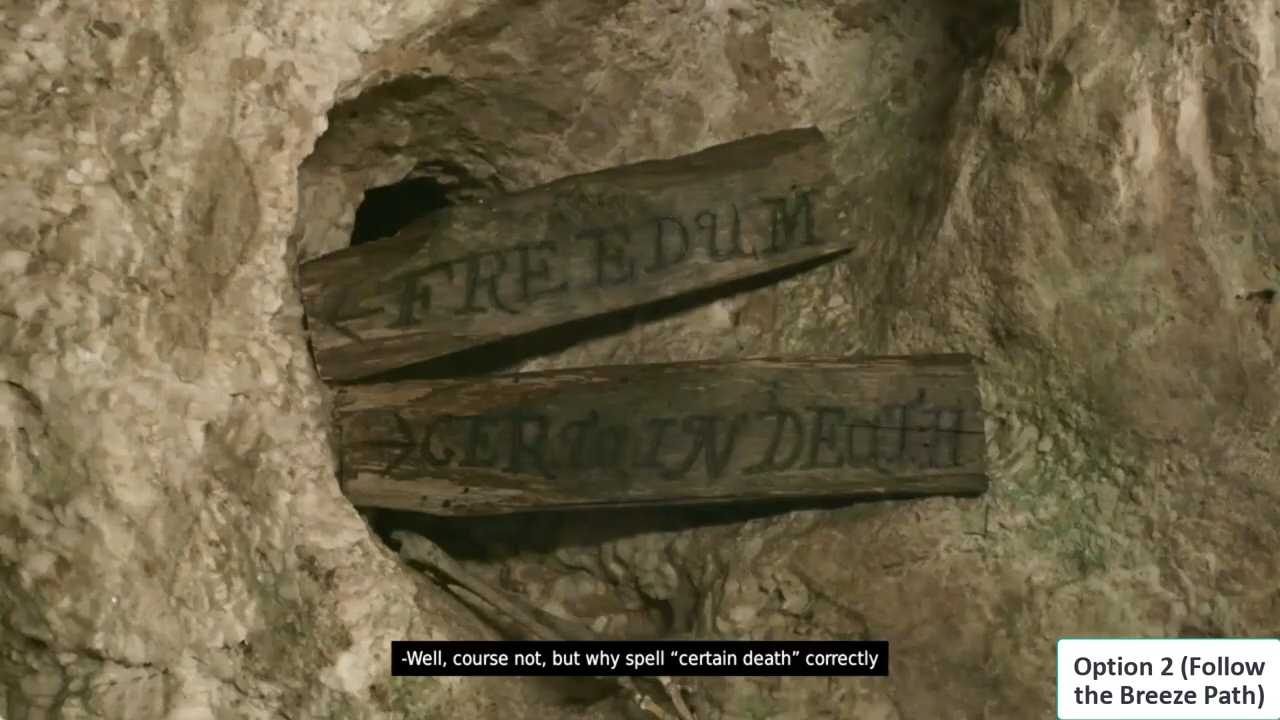 < FREEDUM
→ CERtaIN DEaTH
-Well, course not, but why spell “certain death” correctly
Option 2 (Follow
the Breeze Path)